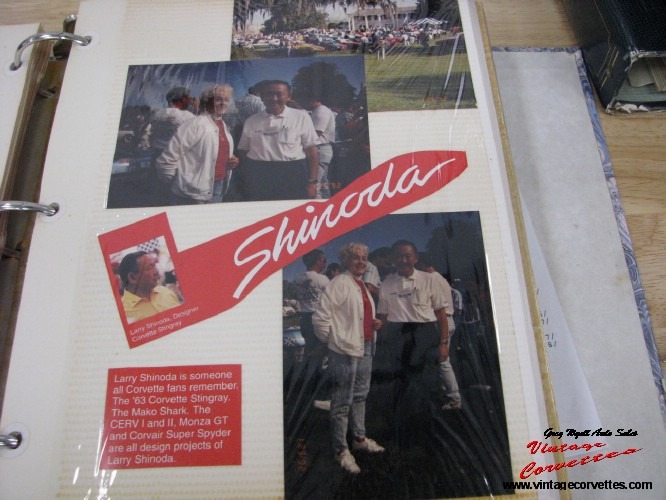 Shinoda
Larry Shinoda, Designer
Corvette Stingray
Larry Shinoda is someone
all Corvette fans remember.
The '63 Corvette Stingray.
The Mako Shark. The
CERV I and II, Monza GT
and Corvair Super Spyder
are all design projects of
Larry Shinoda.
Greg Wyatt Auto Sales
Vintage
Corvettes
www.vintagecorvettes.com